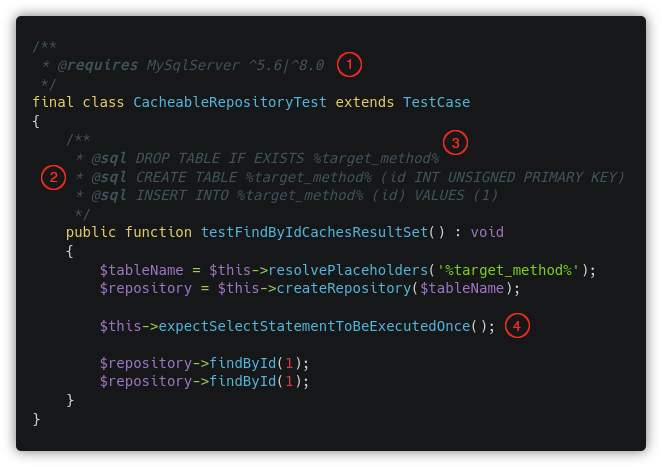 /**
 * @requires MySqlServer ^5.6|^8.0 1
 */
final class CacheableRepositoryTest extends TestCase
{
    /** 3
     * @sql DROP TABLE IF EXISTS %target_method%
2    * @sql CREATE TABLE %target_method% (id INT UNSIGNED PRIMARY KEY)
     * @sql INSERT INTO %target_method% (id) VALUES (1)
     */
    public function testFindByIdCachesResultSet() : void
    {
        $tableName = $this->resolvePlaceholders('%target_method%');
        $repository = $this->createRepository($tableName);
        $this->expectSelectStatementToBeExecutedOnce(); 4
        $repository->findById(1);
        $repository->findById(1);
    }
}